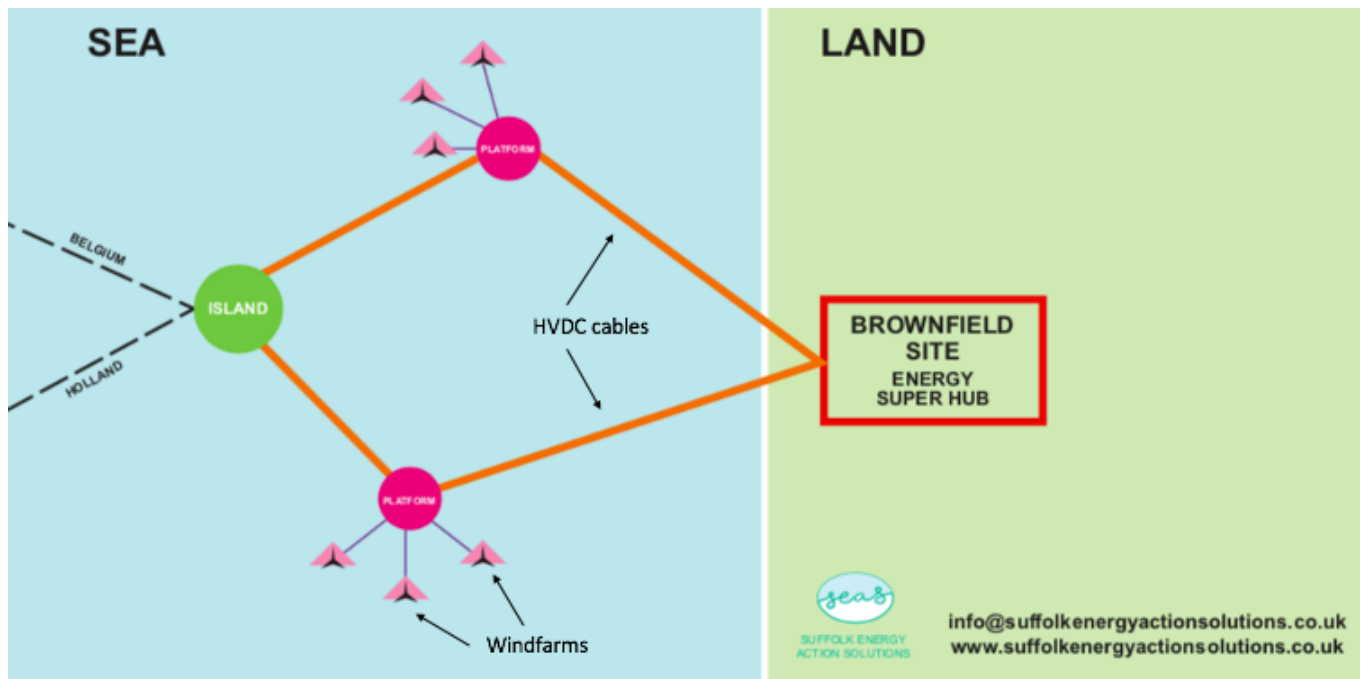 SEA
LAND
PLATFORM
BELGIUM
ISLAND
HOLLAND
HVDC cables
BROWNFIELD
SITE
ENERGY
SUPER HUB
PLATFORM
Windfarms
seas
SUFFOLK ENERGY
ACTION SOLUTIONS
info@suffolkenergyactionsolutions.co.uk
www.suffolkenergyactionsolutions.co.uk